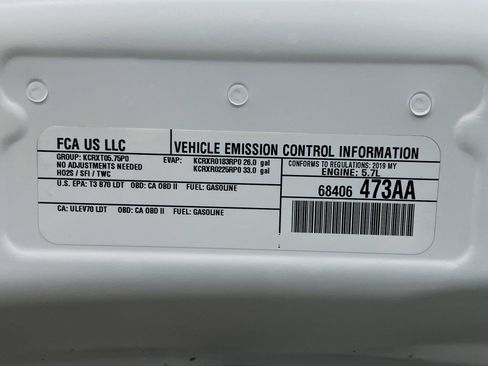 FCA US LLC
VEHICLE EMISSION CONTROL INFORMATION
GROUP: KCRXT05.75P0
NO ADJUSTMENTS NEEDED
HO2S / SFI / TWC
EVAP: KCRXR0183RP0 26.0 gal
KCRXR0225RP0 33.0 gal
CONFORMS TO REGULATIONS: 2019 MY
ENGINE: 5.7L
U.S. EPA: T3 B70 LDT OBD: CA OBD II FUEL: GASOLINE
CA: ULEV70 LDT OBD: CA OBD II FUEL: GASOLINE
68406 473AA